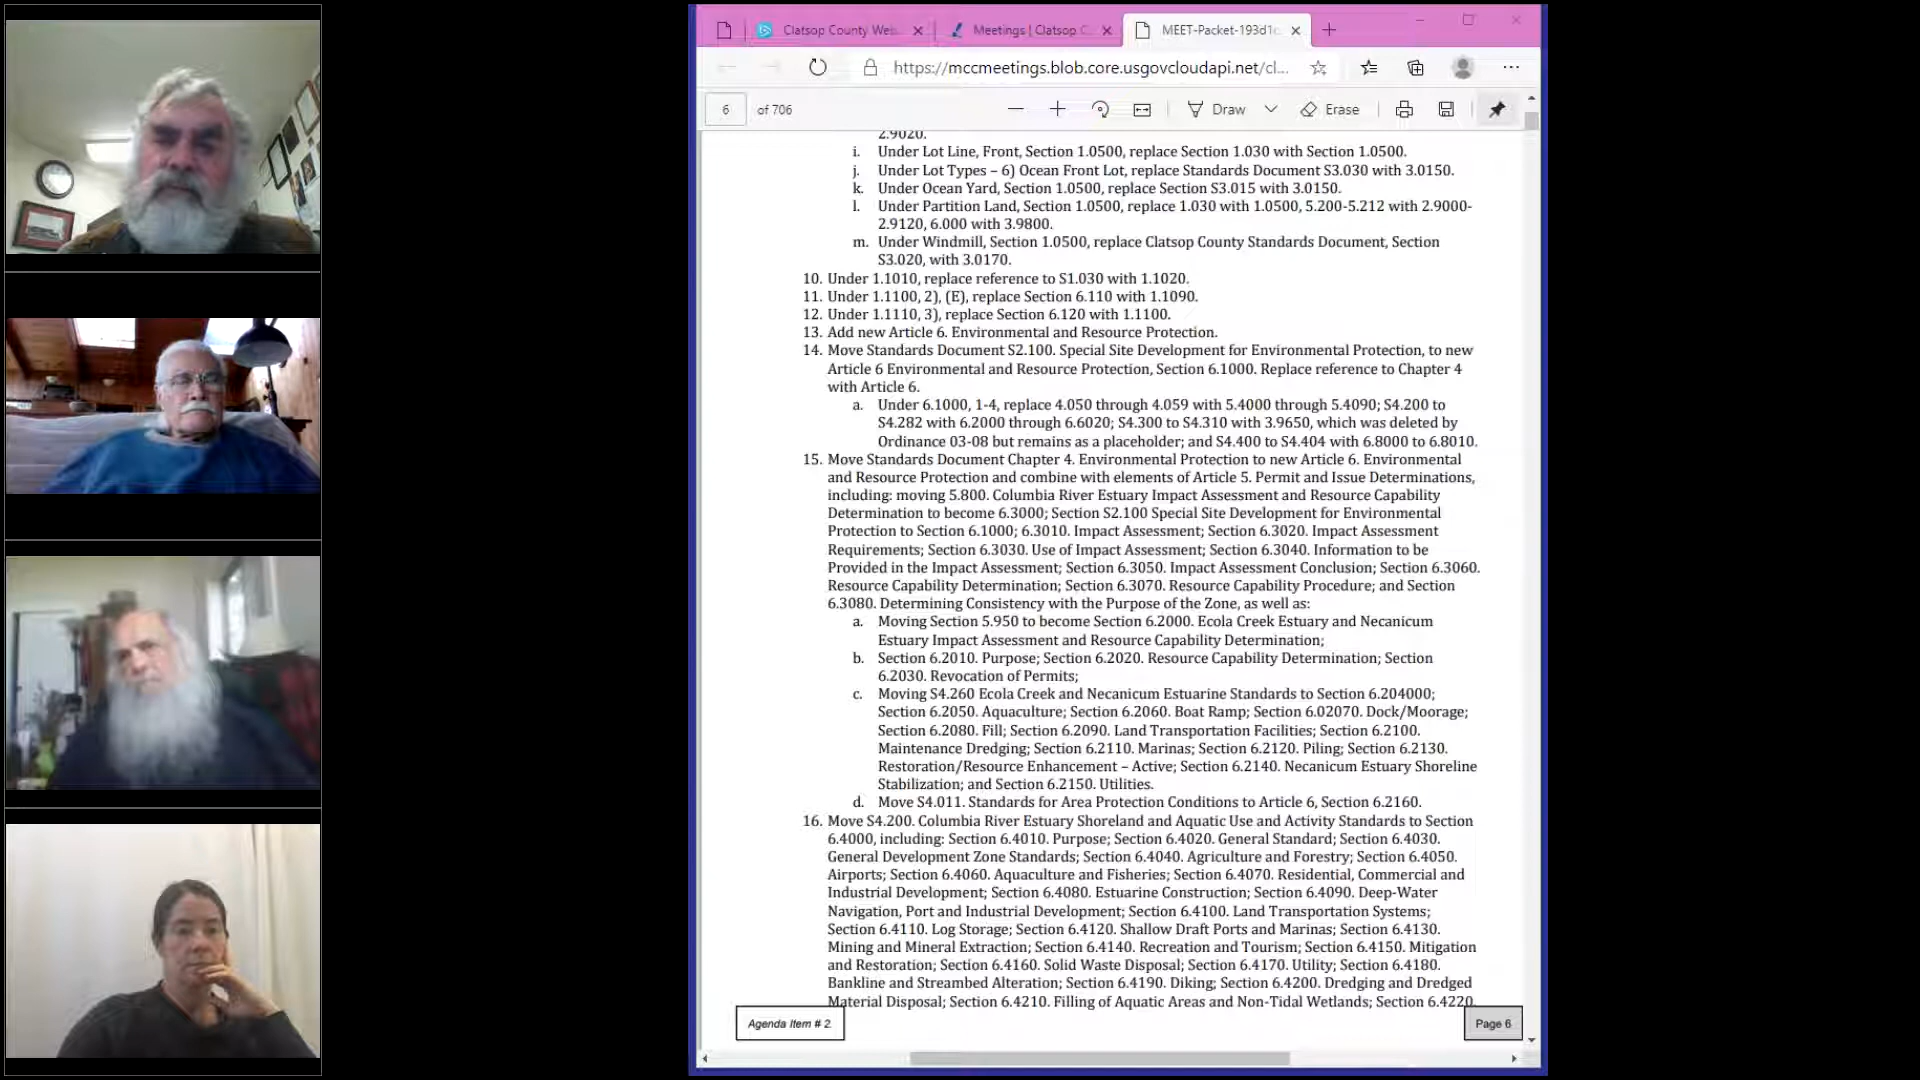 Clatsop County Web
Meetings | Clatsop C
MEET-Packet-193d1c
https://mccmeetings.blob.core.usgovcloudapi.net/cl...
6 of 706
Draw
Erase
2.9020.
i. Under Lot Line, Front, Section 1.0500, replace Section 1.030 with Section 1.0500.
j. Under Lot Types – 6) Ocean Front Lot, replace Standards Document S3.030 with 3.0150.
k. Under Ocean Yard, Section 1.0500, replace Section S3.015 with 3.0150.
l. Under Partition Land, Section 1.0500, replace 1.030 with 1.0500, 5.200-5.212 with 2.9000-
2.9120, 6.000 with 3.9800.
m. Under Windmill, Section 1.0500, replace Clatsop County Standards Document, Section
S3.020, with 3.0170.
10. Under 1.1010, replace reference to S1.030 with 1.1020.
11. Under 1.1100, 2), (E), replace Section 6.110 with 1.1090.
12. Under 1.1110, 3), replace Section 6.120 with 1.1100.
13. Add new Article 6. Environmental and Resource Protection.
14. Move Standards Document S2.100. Special Site Development for Environmental Protection, to new
Article 6 Environmental and Resource Protection, Section 6.1000. Replace reference to Chapter 4
with Article 6.
a. Under 6.1000, 1-4, replace 4.050 through 4.059 with 5.4000 through 5.4090; S4.200 to
S4.282 with 6.2000 through 6.6020; S4.300 to S4.310 with 3.9650, which was deleted by
Ordinance 03-08 but remains as a placeholder; and S4.400 to S4.404 with 6.8000 to 6.8010.
15. Move Standards Document Chapter 4. Environmental Protection to new Article 6. Environmental
and Resource Protection and combine with elements of Article 5. Permit and Issue Determinations,
including: moving 5.800. Columbia River Estuary Impact Assessment and Resource Capability
Determination to become 6.3000; Section S2.100 Special Site Development for Environmental
Protection to Section 6.1000; 6.3010. Impact Assessment; Section 6.3020. Impact Assessment
Requirements; Section 6.3030. Use of Impact Assessment; Section 6.3040. Information to be
Provided in the Impact Assessment; Section 6.3050. Impact Assessment Conclusion; Section 6.3060.
Resource Capability Determination; Section 6.3070. Resource Capability Procedure; and Section
6.3080. Determining Consistency with the Purpose of the Zone, as well as:
a. Moving Section 5.950 to become Section 6.2000. Ecola Creek Estuary and Necanicum
Estuary Impact Assessment and Resource Capability Determination;
b. Section 6.2010. Purpose; Section 6.2020. Resource Capability Determination; Section
6.2030. Revocation of Permits;
c. Moving S4.260 Ecola Creek and Necanicum Estuarine Standards to Section 6.204000;
Section 6.2050. Aquaculture; Section 6.2060. Boat Ramp; Section 6.02070. Dock/Moorage;
Section 6.2080. Fill; Section 6.2090. Land Transportation Facilities; Section 6.2100.
Maintenance Dredging; Section 6.2110. Marinas; Section 6.2120. Piling; Section 6.2130.
Restoration/Resource Enhancement – Active; Section 6.2140. Necanicum Estuary Shoreline
Stabilization; and Section 6.2150. Utilities.
d. Move S4.011. Standards for Area Protection Conditions to Article 6, Section 6.2160.
16. Move S4.200. Columbia River Estuary Shoreland and Aquatic Use and Activity Standards to Section
6.4000, including: Section 6.4010. Purpose; Section 6.4020. General Standard; Section 6.4030.
General Development Zone Standards; Section 6.4040. Agriculture and Forestry; Section 6.4050.
Airports; Section 6.4060. Aquaculture and Fisheries; Section 6.4070. Residential, Commercial and
Industrial Development; Section 6.4080. Estuarine Construction; Section 6.4090. Deep-Water
Navigation, Port and Industrial Development; Section 6.4100. Land Transportation Systems;
Section 6.4110. Log Storage; Section 6.4120. Shallow Draft Ports and Marinas; Section 6.4130.
Mining and Mineral Extraction; Section 6.4140. Recreation and Tourism; Section 6.4150. Mitigation
and Restoration; Section 6.4160. Solid Waste Disposal; Section 6.4170. Utility; Section 6.4180.
Bankline and Streambed Alteration; Section 6.4190. Diking; Section 6.4200. Dredging and Dredged
Material Disposal; Section 6.4210. Filling of Aquatic Areas and Non-Tidal Wetlands; Section 6.4220.
Agenda Item # 2.
Page 6